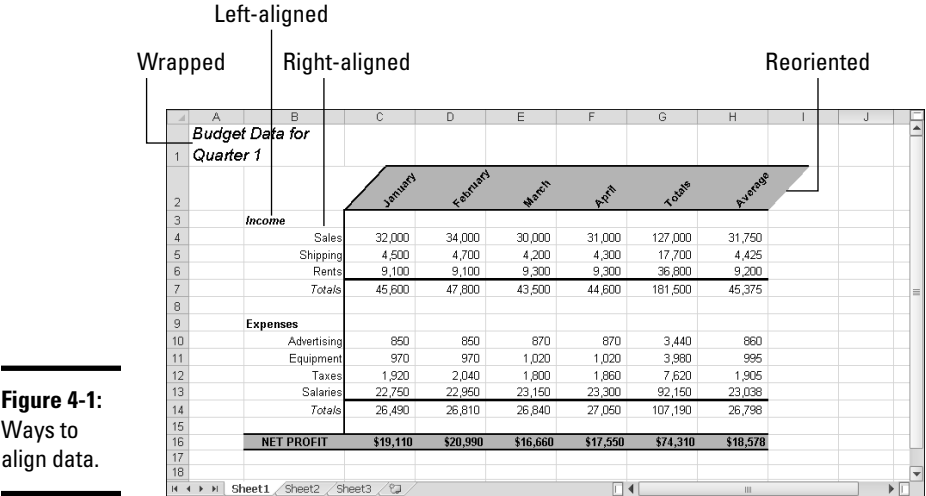 Left-aligned
Wrapped Right-aligned Reoriented
A B C D E F G H I J
1 Budget Data for
Quarter 1
2 January February March April Totals Average
3 Income
4 Sales 32,000 34,000 30,000 31,000 127,000 31,750
5 Shipping 4,500 4,700 4,200 4,300 17,700 4,425
6 Rents 9,100 9,100 9,300 9,300 36,800 9,200
7 Totals 45,600 47,800 43,500 44,600 181,500 45,375
8
9 Expenses
10 Advertising 850 850 870 870 3,440 860
11 Equipment 970 970 1,020 1,020 3,980 995
12 Taxes 1,920 2,040 1,800 1,860 7,620 1,905
13 Salaries 22,750 22,950 23,150 23,300 92,150 23,038
14 Totals 26,490 26,810 26,840 27,050 107,190 26,798
15
16 NET PROFIT $19,110 $20,990 $16,660 $17,550 $74,310 $18,578
17
18
Sheet1 Sheet2 Sheet3
Figure 4-1:
Ways to
align data.